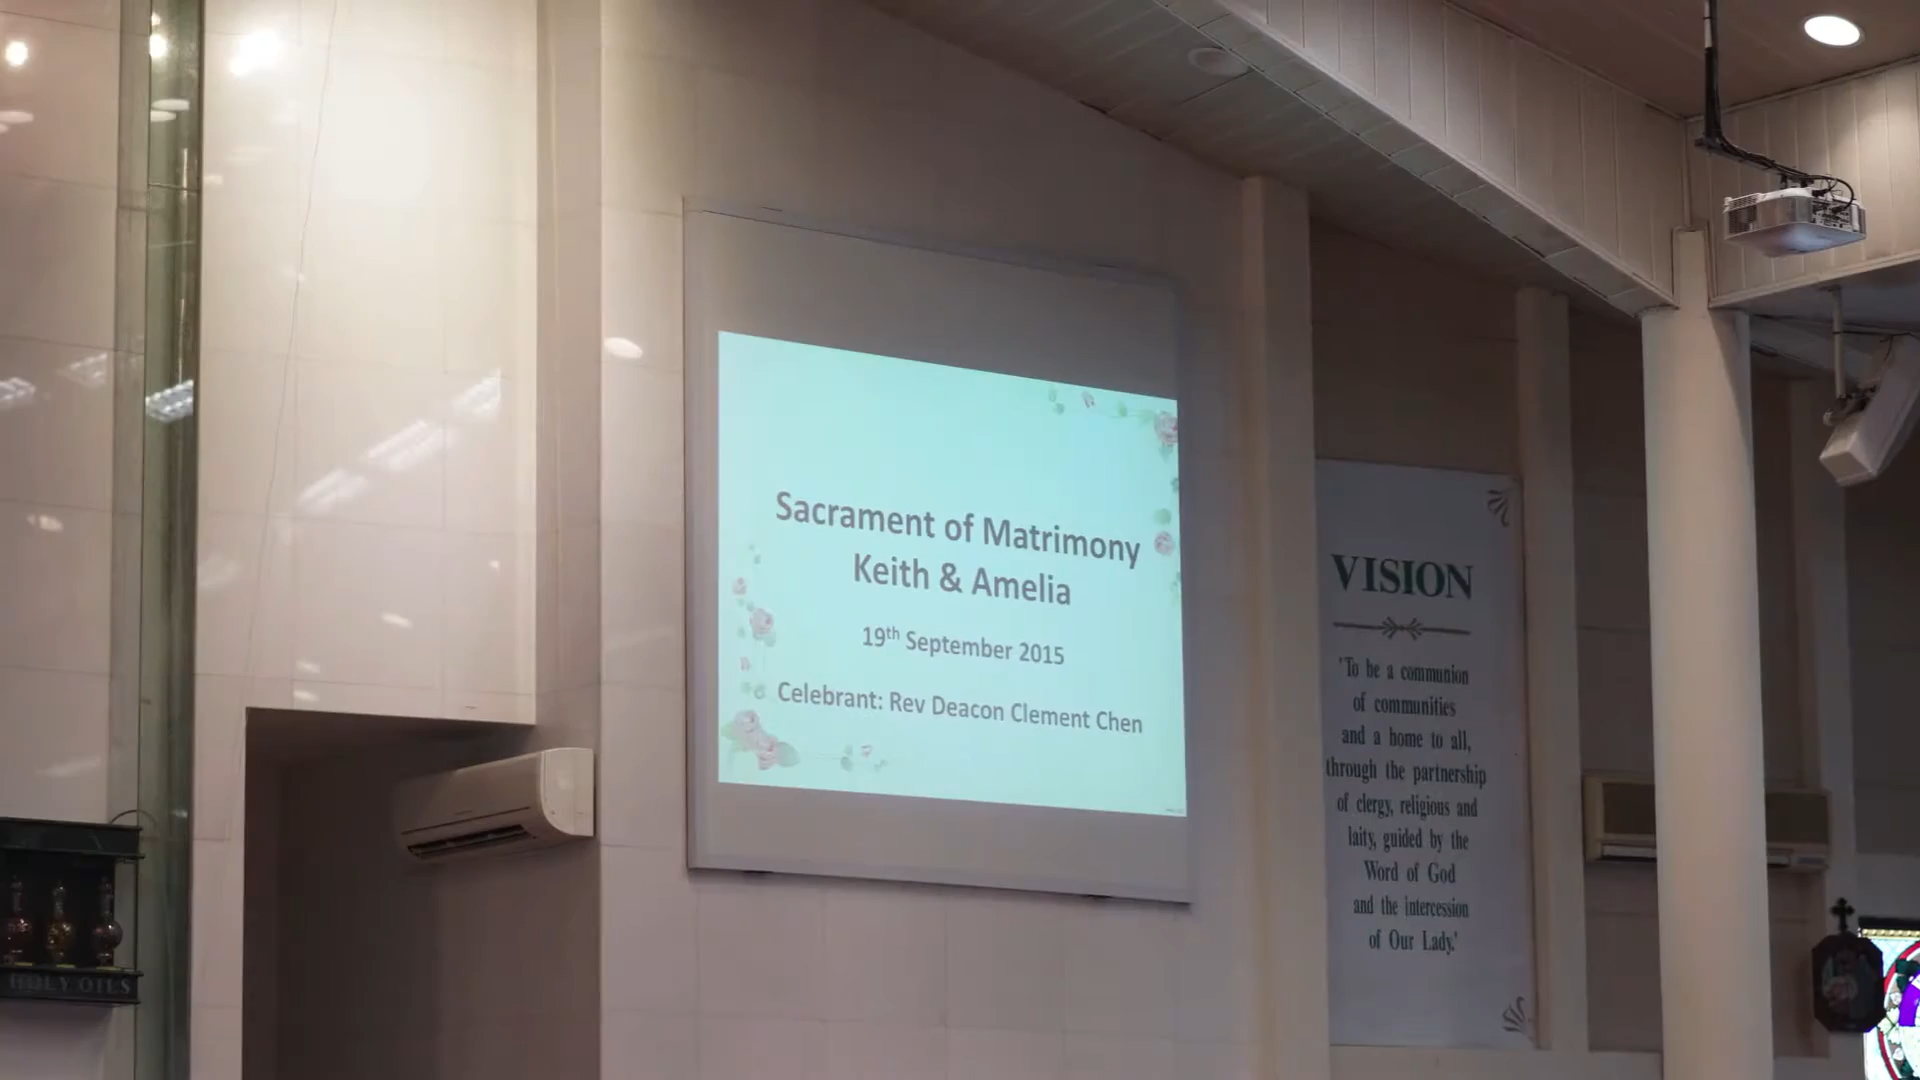 Sacrament of Matrimony
Keith & Amelia
19th September 2015
Celebrant: Rev Deacon Clement Chen
VISION
'To be a communion
of communities
and a home to all,
through the partnership
of clergy, religious and
laity, guided by the
Word of God
and the intercession
of Our Lady.'
HOLY OILS